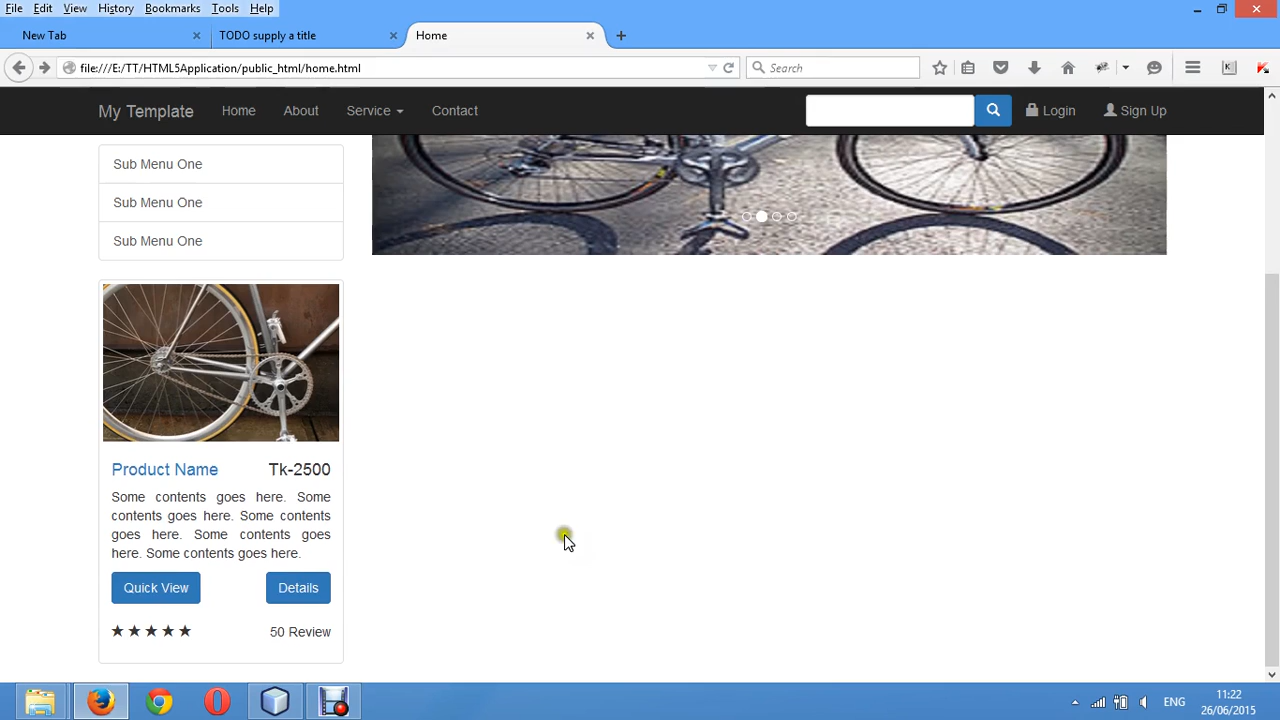 File Edit View History Bookmarks Tools Help
New Tab TODO supply a title Home
file:///E:/TT/HTML5Application/public_html/home.html Search
My Template Home About Service Contact Login Sign Up
Sub Menu One
Sub Menu One
Sub Menu One
Product Name Tk-2500
Some contents goes here. Some
contents goes here. Some contents
goes here. Some contents goes
here. Some contents goes here.
Quick View Details
50 Review
ENG 11:22
26/06/2015